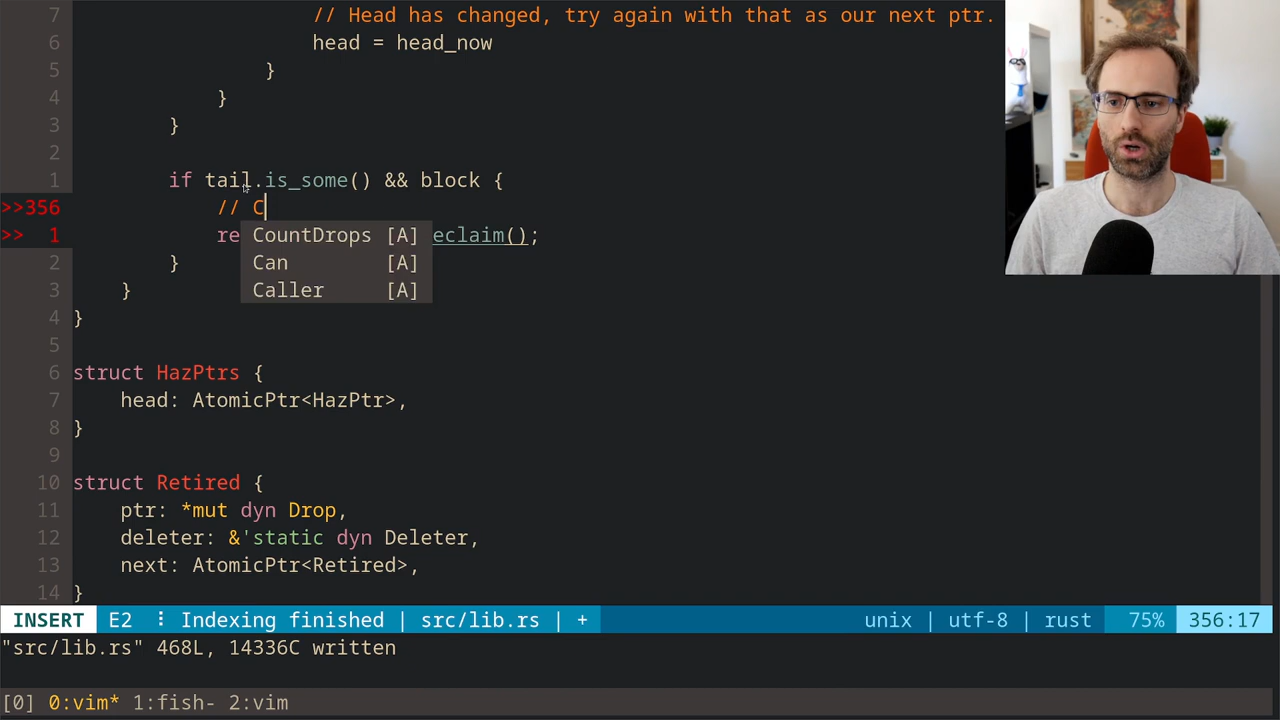 7 // Head has changed, try again with that as our next ptr.
6 head = head_now
5 }
4 }
3 }
2
1 if tail.is_some() && block {
>>356 // C
>> 1 re eclaim();
CountDrops [A]
2 }
Can [A]
3 }
Caller [A]
4 }
5
6 struct HazPtrs {
7 head: AtomicPtr<HazPtr>,
8 }
9
10 struct Retired {
11 ptr: *mut dyn Drop,
12 deleter: &'static dyn Deleter,
13 next: AtomicPtr<Retired>,
14 }
INSERT E2 ⠸ Indexing finished | src/lib.rs | + unix | utf-8 | rust 75% 356:17
"src/lib.rs" 468L, 14336C written
[0] 0:vim* 1:fish- 2:vim